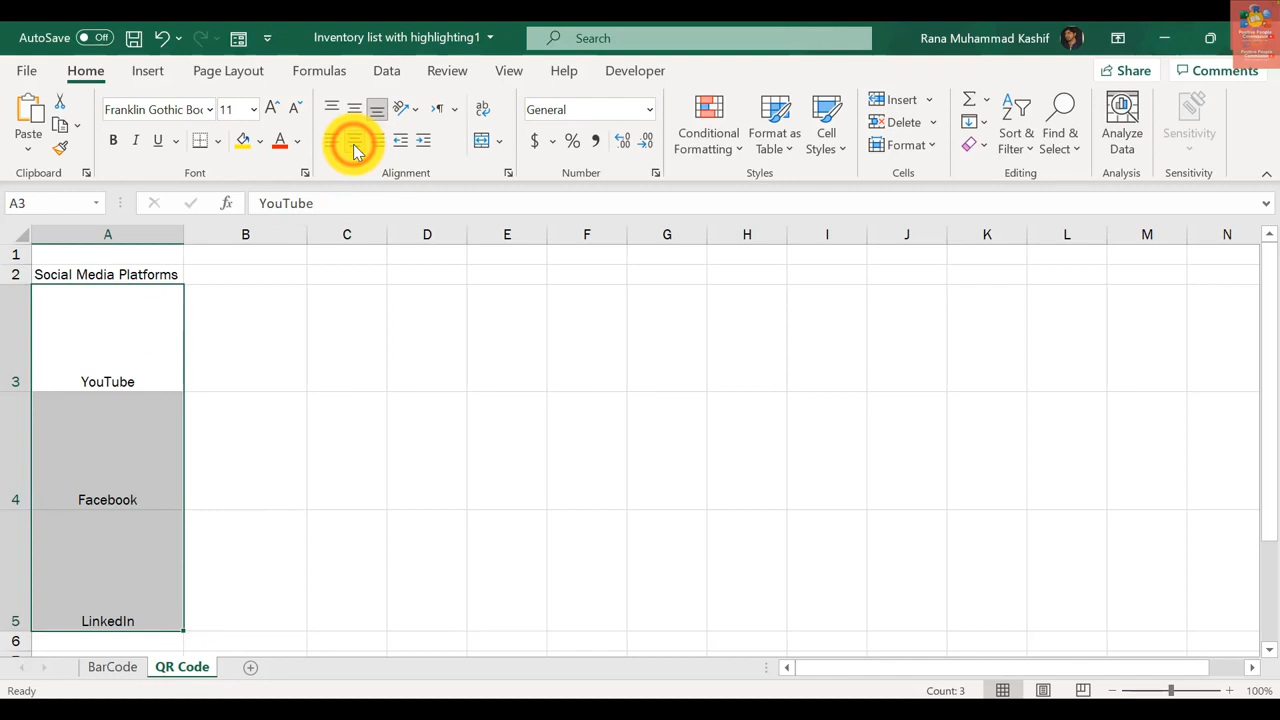 AutoSave Off Inventory list with highlighting1 Search Rana Muhammad Kashif
File Home Insert Page Layout Formulas Data Review View Help Developer Share Comments
Franklin Gothic Boo 11 General Insert
Paste Conditional Formatting Format as Table Cell Styles Delete Sort & Filter Find & Select Analyze Data Sensitivity
B I U A $ % Format
Clipboard Font Alignment Number Styles Cells Editing Analysis Sensitivity
A3 fx YouTube
A B C D E F G H I J K L M N
1
2 Social Media Platforms
3 YouTube
4 Facebook
5 LinkedIn
6
BarCode QR Code
Ready Count: 3 100%